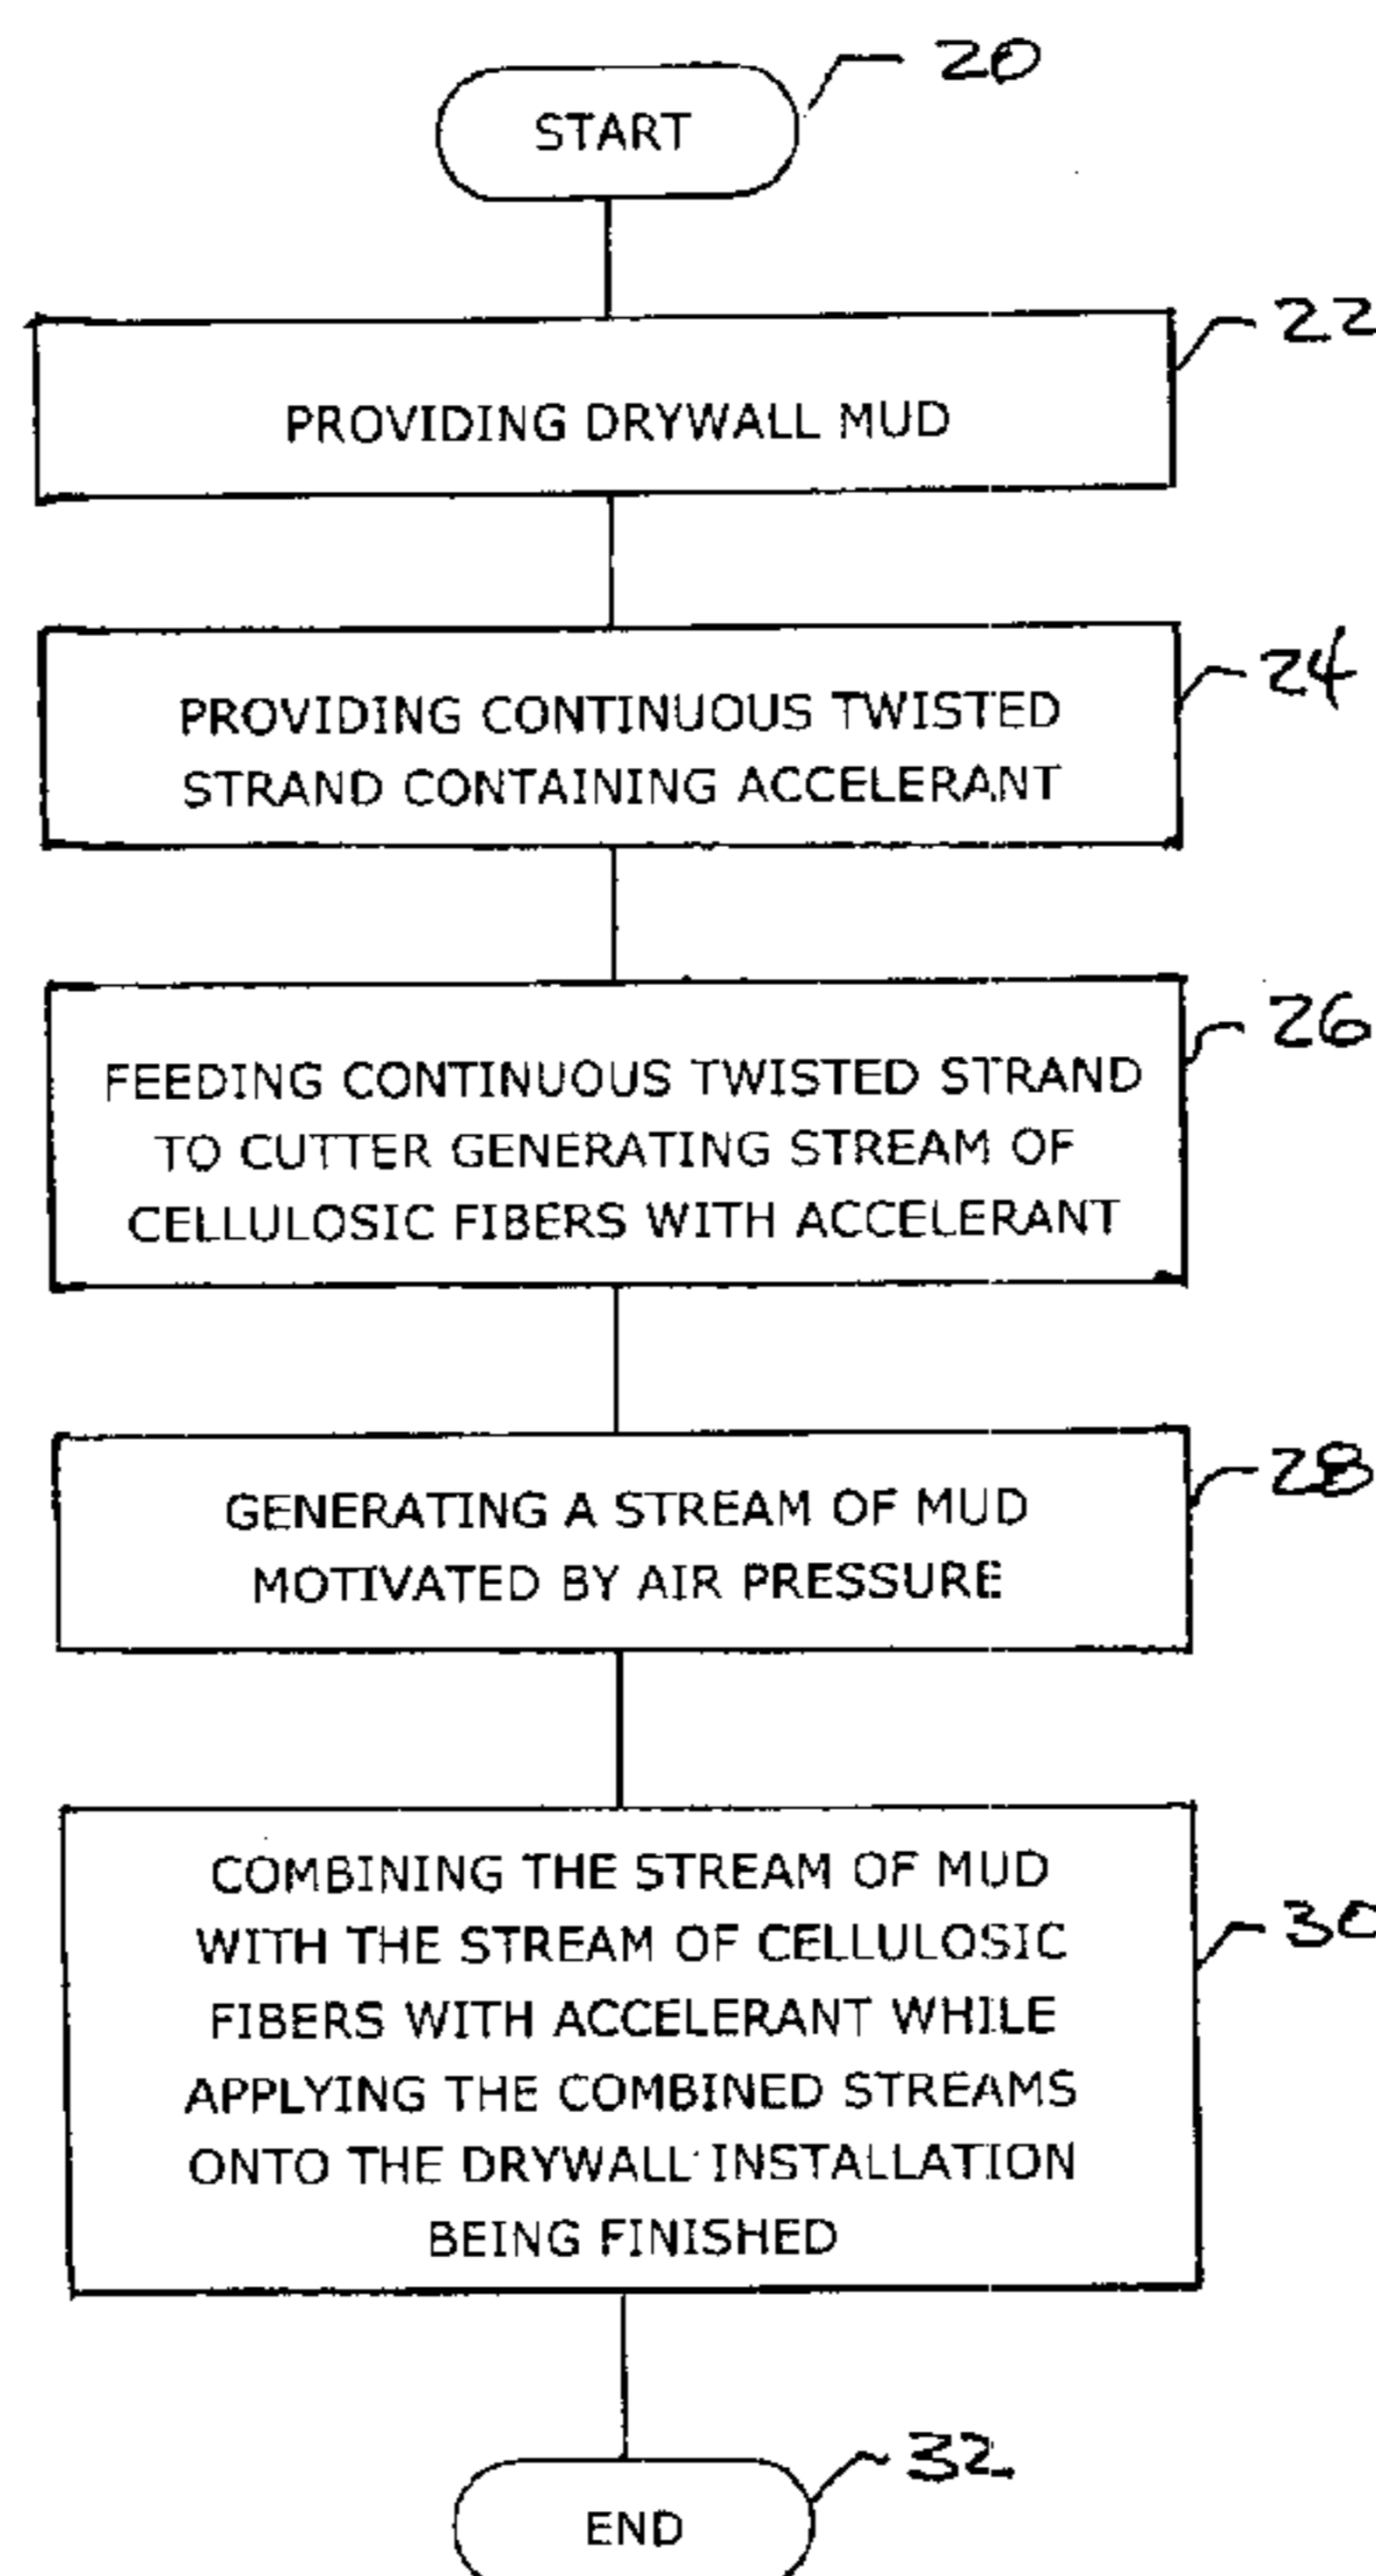 START
20
PROVIDING DRYWALL MUD
22
PROVIDING CONTINUOUS TWISTED
STRAND CONTAINING ACCELERANT
24
FEEDING CONTINUOUS TWISTED STRAND
TO CUTTER GENERATING STREAM OF
CELLULOSIC FIBERS WITH ACCELERANT
26
GENERATING A STREAM OF MUD
MOTIVATED BY AIR PRESSURE
28
COMBINING THE STREAM OF MUD
WITH THE STREAM OF CELLULOSIC
FIBERS WITH ACCELERANT WHILE
APPLYING THE COMBINED STREAMS
ONTO THE DRYWALL INSTALLATION
BEING FINISHED
30
END
32